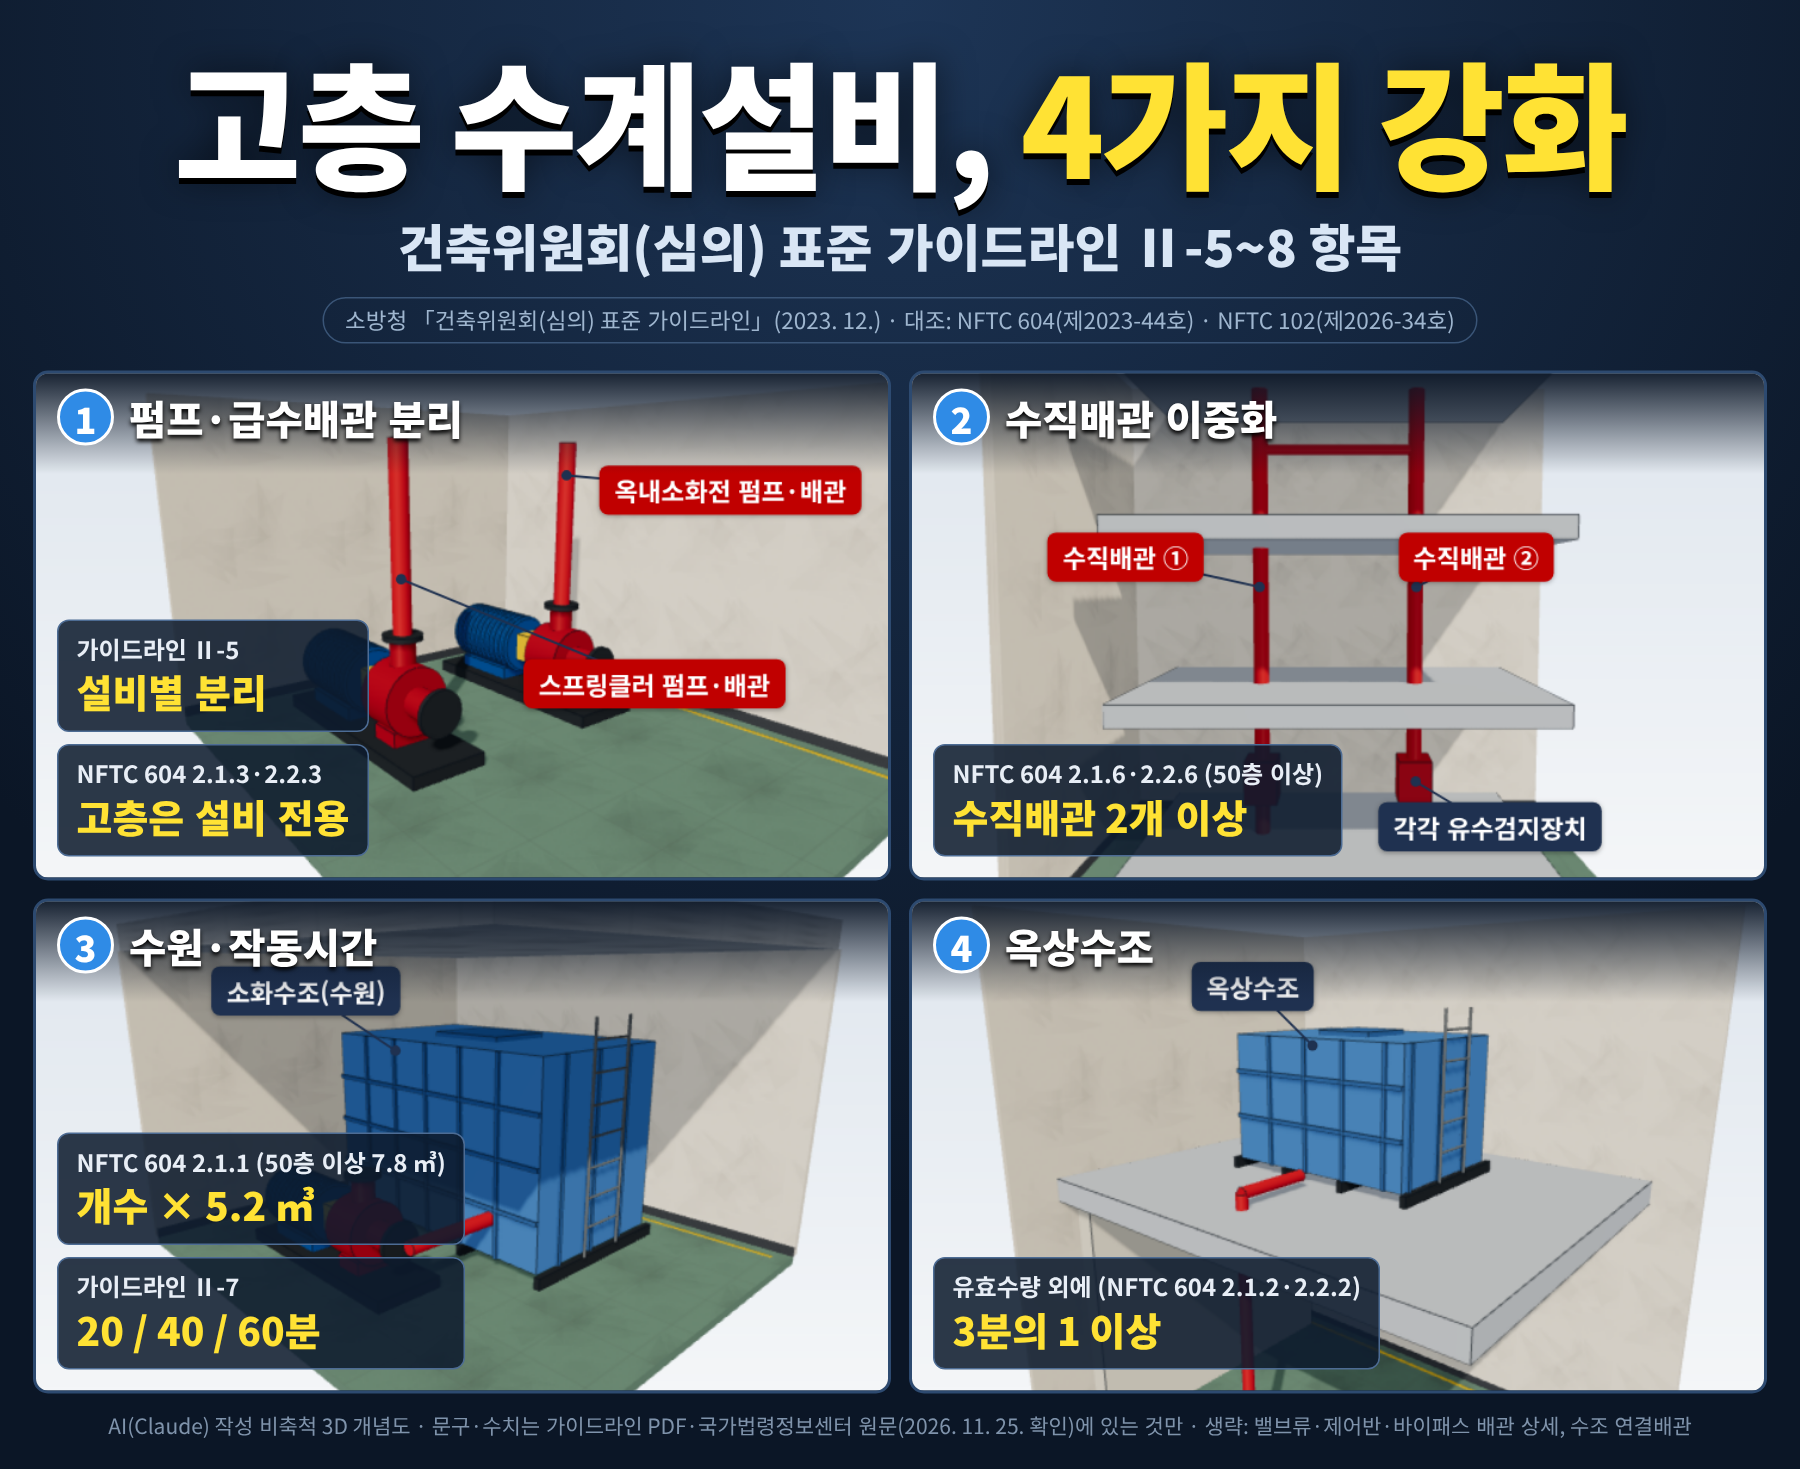 고층 수계설비, 4가지 강화
건축위원회(심의) 표준 가이드라인 Ⅱ-5~8 항목
소방청 「건축위원회(심의) 표준 가이드라인」(2023. 12.) · 대조: NFTC 604(제2023-44호) · NFTC 102(제2026-34호)
1 펌프·급수배관 분리
옥내소화전 펌프·배관
스프링클러 펌프·배관
가이드라인 Ⅱ-5
설비별 분리
NFTC 604 2.1.3·2.2.3
고층은 설비 전용
2 수직배관 이중화
수직배관 ①
수직배관 ②
NFTC 604 2.1.6·2.2.6 (50층 이상)
수직배관 2개 이상
각각 유수검지장치
3 수원·작동시간
소화수조(수원)
NFTC 604 2.1.1 (50층 이상 7.8 ㎥)
개수 × 5.2 ㎥
가이드라인 Ⅱ-7
20 / 40 / 60분
4 옥상수조
옥상수조
유효수량 외에 (NFTC 604 2.1.2·2.2.2)
3분의 1 이상
AI(Claude) 작성 비축척 3D 개념도 · 문구·수치는 가이드라인 PDF·국가법령정보센터 원문(2026. 11. 25. 확인)에 있는 것만 · 생략: 밸브류·제어반·바이패스 배관 상세, 수조 연결배관